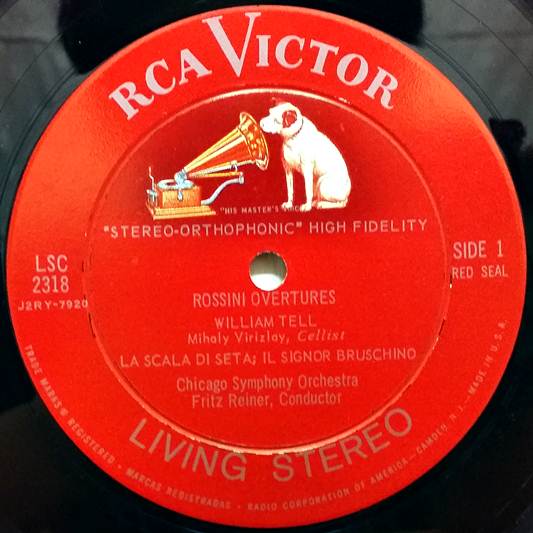 RCA VICTOR
"HIS MASTER'S VOICE"
"STEREO-ORTHOPHONIC" HIGH FIDELITY
LSC
2318
J2RY-7920
SIDE 1
RED SEAL
ROSSINI OVERTURES
WILLIAM TELL
Mihaly Virizlay, Cellist
LA SCALA DI SETA; IL SIGNOR BRUSCHINO
Chicago Symphony Orchestra
Fritz Reiner, Conductor
LIVING STEREO
TRADE MARKS ® REGISTERED · MARCAS REGISTRADAS · RADIO CORPORATION OF AMERICA—CAMDEN, N.J.—MADE IN U.S.A.